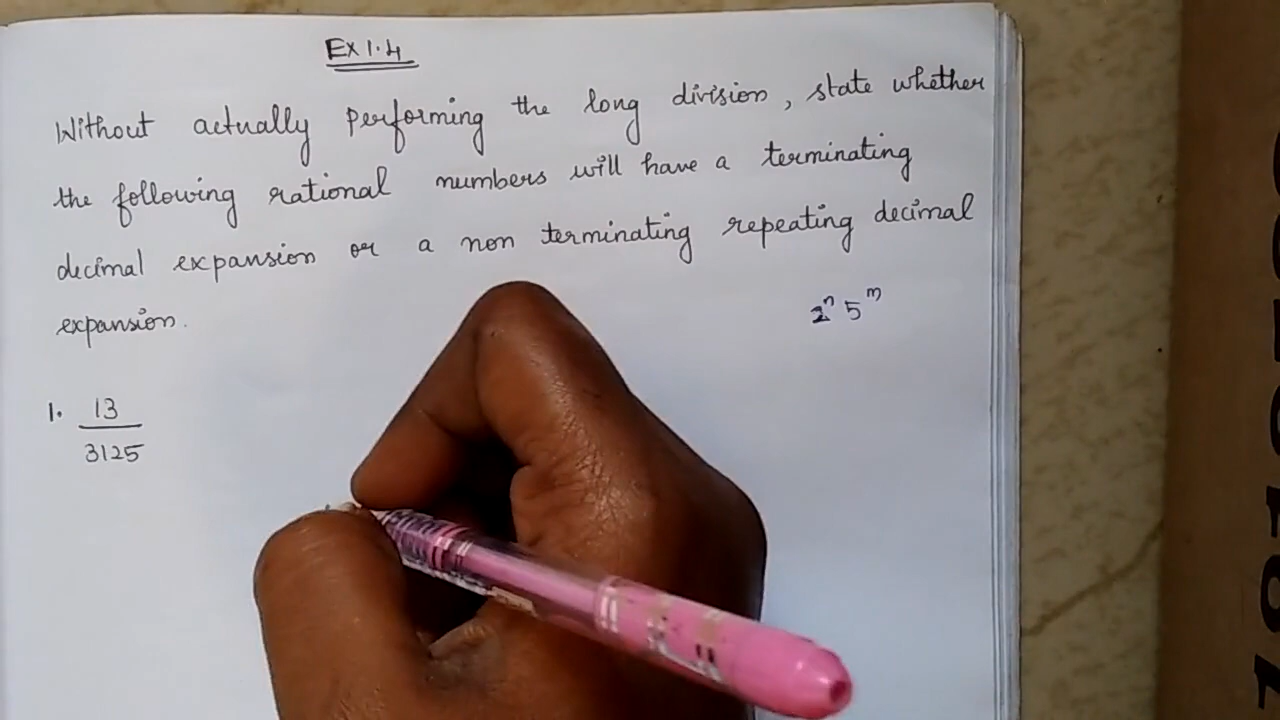 Ex 1.4
Without actually performing the long division, state whether
the following rational numbers will have a terminating
decimal expansion or a non terminating repeating decimal
expansion.
2ⁿ 5ᵐ
1. 13
3125